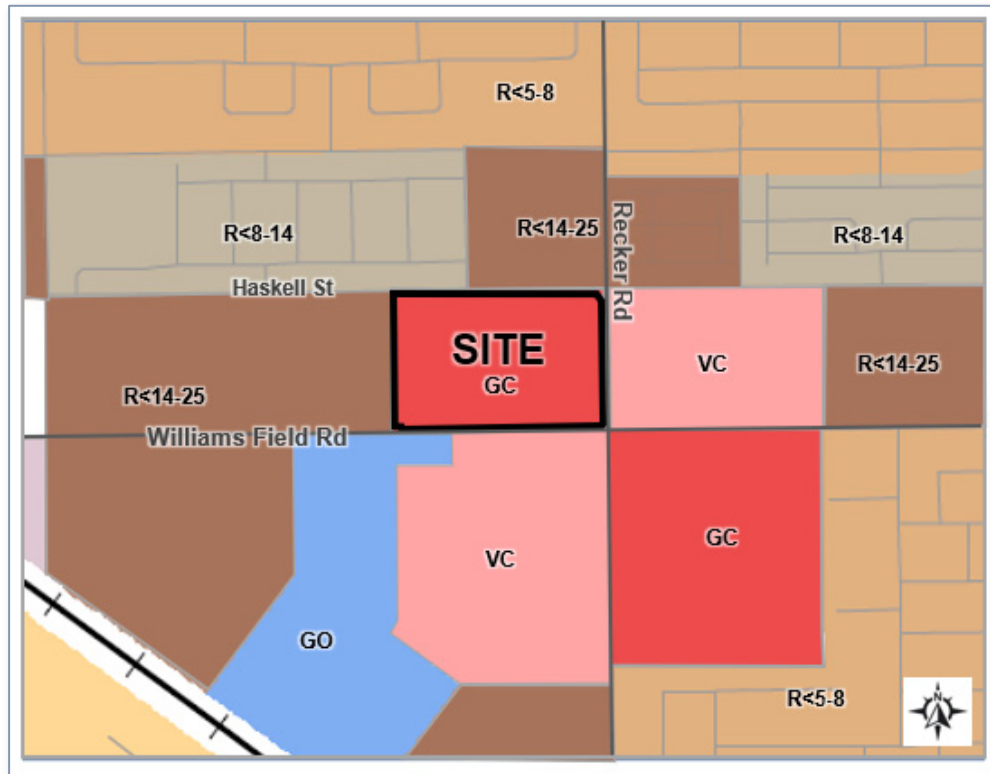 R<5-8
R<8-14
R<14-25
Recker Rd
R<8-14
Haskell St
SITE
GC
VC
R<14-25
R<14-25
Williams Field Rd
GC
VC
GO
R<5-8
N